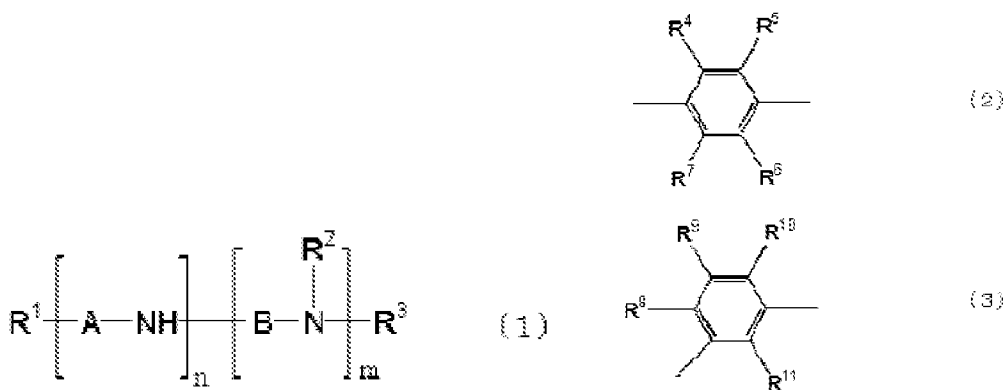 R⁴ R⁵
(2)
R⁷ R⁶
R¹ A NH n B N R² m R³ (1)
R⁹ R¹⁰
R⁸ (3)
R¹¹